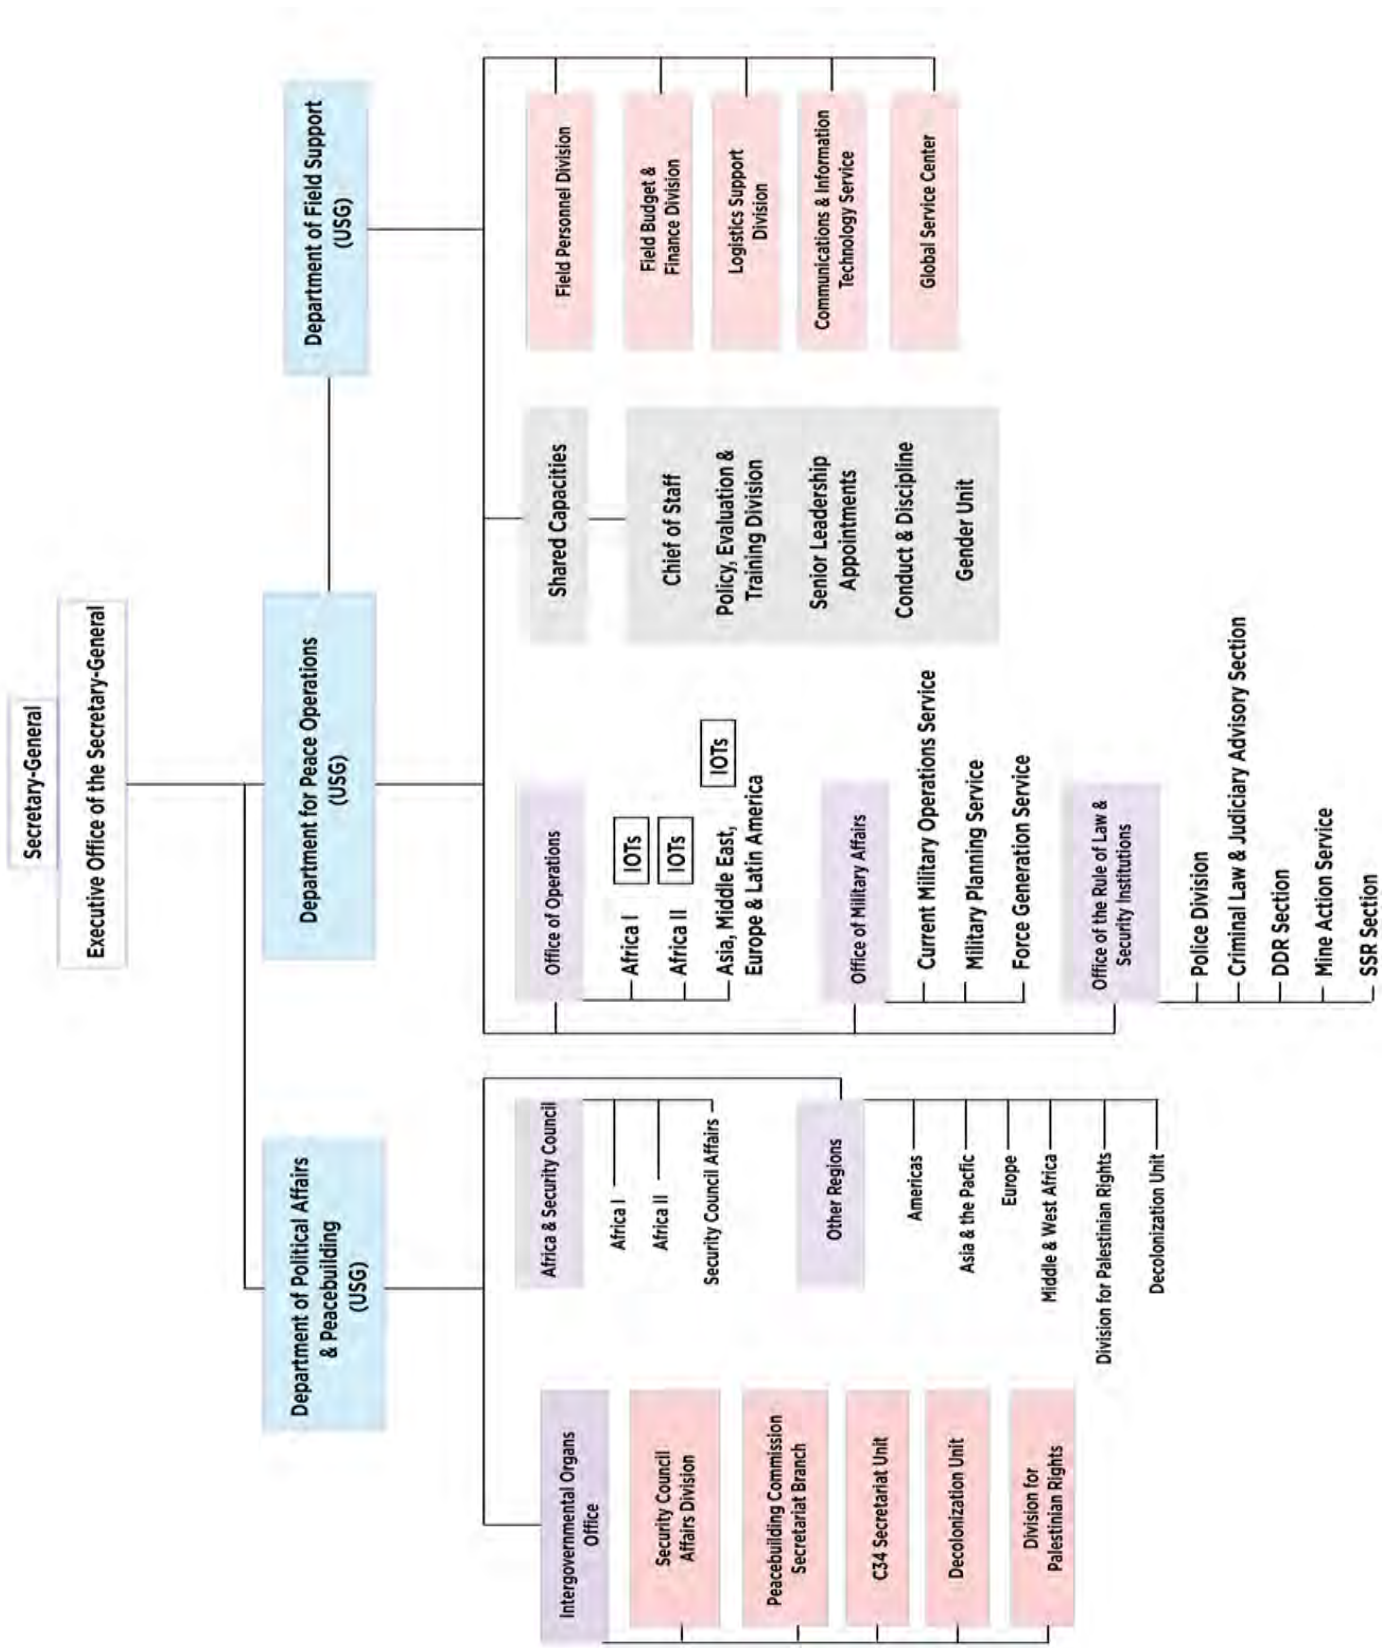 Secretary-General
Executive Office of the Secretary-General
Department of Political Affairs
& Peacebuilding
(USG)
Department for Peace Operations
(USG)
Department of Field Support
(USG)
Intergovernmental Organs
Office
Security Council
Affairs Division
Peacebuilding Commission
Secretariat Branch
C34 Secretariat Unit
Decolonization Unit
Division for
Palestinian Rights
Africa & Security Council
Africa I
Africa II
Security Council Affairs
Other Regions
Americas
Asia & the Pacfic
Europe
Middle & West Africa
Division for Palestinian Rights
Decolonization Unit
Office of Operations
Africa I
IOTs
Africa II
IOTs
Asia, Middle East,
Europe & Latin America
IOTs
Office of Military Affairs
Current Military Operations Service
Military Planning Service
Force Generation Service
Office of the Rule of Law &
Security Institutions
Police Division
Criminal Law & Judiciary Advisory Section
DDR Section
Mine Action Service
SSR Section
Shared Capacities
Chief of Staff
Policy, Evaluation &
Training Division
Senior Leadership
Appointments
Conduct & Discipline
Gender Unit
Field Personnel Division
Field Budget &
Finance Division
Logistics Support
Division
Communications & Information
Technology Service
Global Service Center